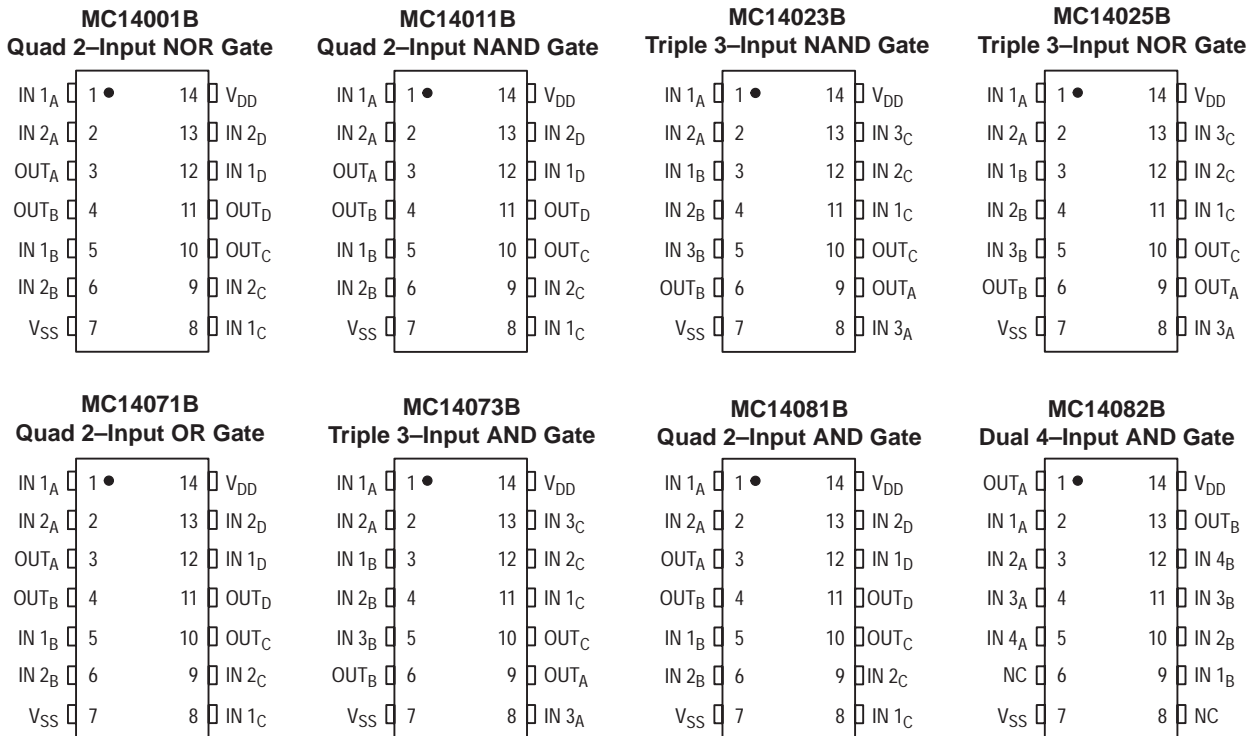 MC14001B
Quad 2–Input NOR Gate
IN 1A 1 14 VDD
IN 2A 2 13 IN 2D
OUTA 3 12 IN 1D
OUTB 4 11 OUTD
IN 1B 5 10 OUTC
IN 2B 6 9 IN 2C
VSS 7 8 IN 1C
MC14011B
Quad 2–Input NAND Gate
IN 1A 1 14 VDD
IN 2A 2 13 IN 2D
OUTA 3 12 IN 1D
OUTB 4 11 OUTD
IN 1B 5 10 OUTC
IN 2B 6 9 IN 2C
VSS 7 8 IN 1C
MC14023B
Triple 3–Input NAND Gate
IN 1A 1 14 VDD
IN 2A 2 13 IN 3C
IN 1B 3 12 IN 2C
IN 2B 4 11 IN 1C
IN 3B 5 10 OUTC
OUTB 6 9 OUTA
VSS 7 8 IN 3A
MC14025B
Triple 3–Input NOR Gate
IN 1A 1 14 VDD
IN 2A 2 13 IN 3C
IN 1B 3 12 IN 2C
IN 2B 4 11 IN 1C
IN 3B 5 10 OUTC
OUTB 6 9 OUTA
VSS 7 8 IN 3A
MC14071B
Quad 2–Input OR Gate
IN 1A 1 14 VDD
IN 2A 2 13 IN 2D
OUTA 3 12 IN 1D
OUTB 4 11 OUTD
IN 1B 5 10 OUTC
IN 2B 6 9 IN 2C
VSS 7 8 IN 1C
MC14073B
Triple 3–Input AND Gate
IN 1A 1 14 VDD
IN 2A 2 13 IN 3C
IN 1B 3 12 IN 2C
IN 2B 4 11 IN 1C
IN 3B 5 10 OUTC
OUTB 6 9 OUTA
VSS 7 8 IN 3A
MC14081B
Quad 2–Input AND Gate
IN 1A 1 14 VDD
IN 2A 2 13 IN 2D
OUTA 3 12 IN 1D
OUTB 4 11 OUTD
IN 1B 5 10 OUTC
IN 2B 6 9 IN 2C
VSS 7 8 IN 1C
MC14082B
Dual 4–Input AND Gate
OUTA 1 14 VDD
IN 1A 2 13 OUTB
IN 2A 3 12 IN 4B
IN 3A 4 11 IN 3B
IN 4A 5 10 IN 2B
NC 6 9 IN 1B
VSS 7 8 NC